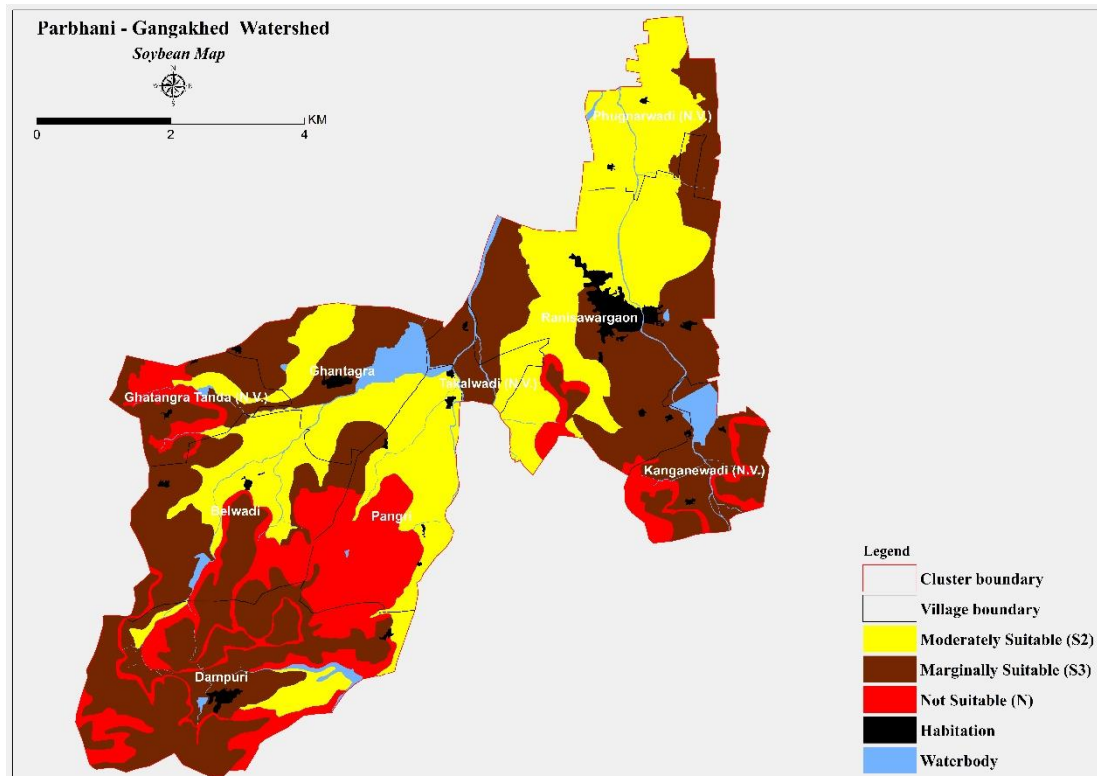 Parbhani - Gangakhed Watershed
Soybean Map
N
S
KM
0 2 4
Phugnarwadi (N.V.)
Ranisawargaon
Ghantagra
Takalwadi (N.V.)
Ghatangra Tanda (N.V.)
Kanganewadi (N.V.)
Belwadi
Pangri
Dampuri
Legend
Cluster boundary
Village boundary
Moderately Suitable (S2)
Marginally Suitable (S3)
Not Suitable (N)
Habitation
Waterbody